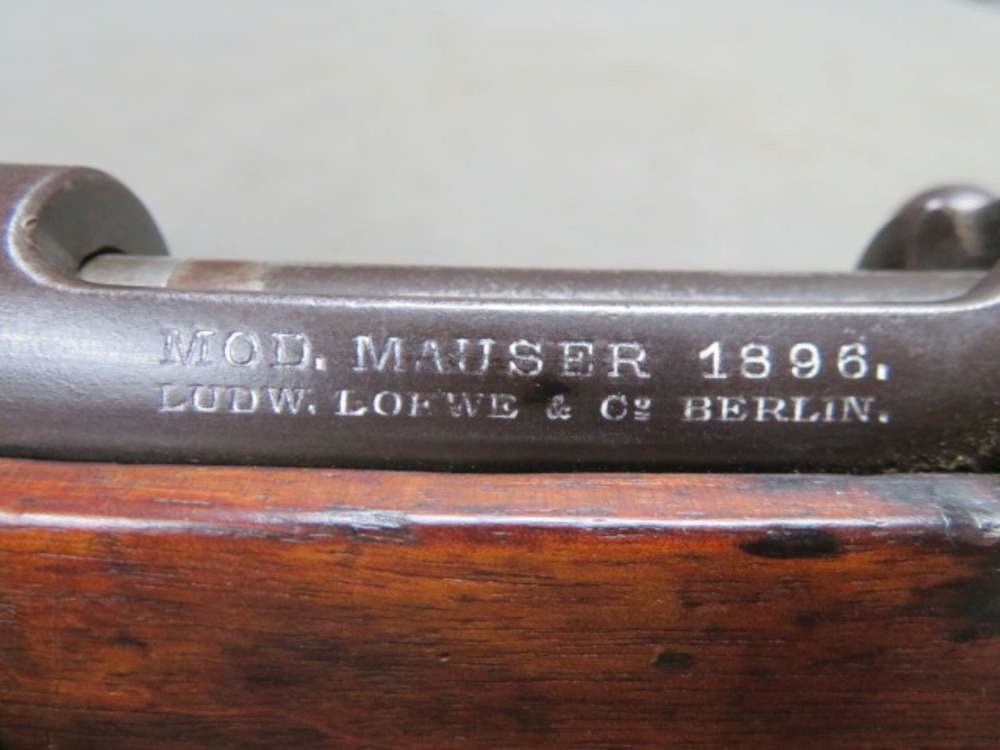 MOD. MAUSER 1896.
LUDW. LOEWE & Cº BERLIN.